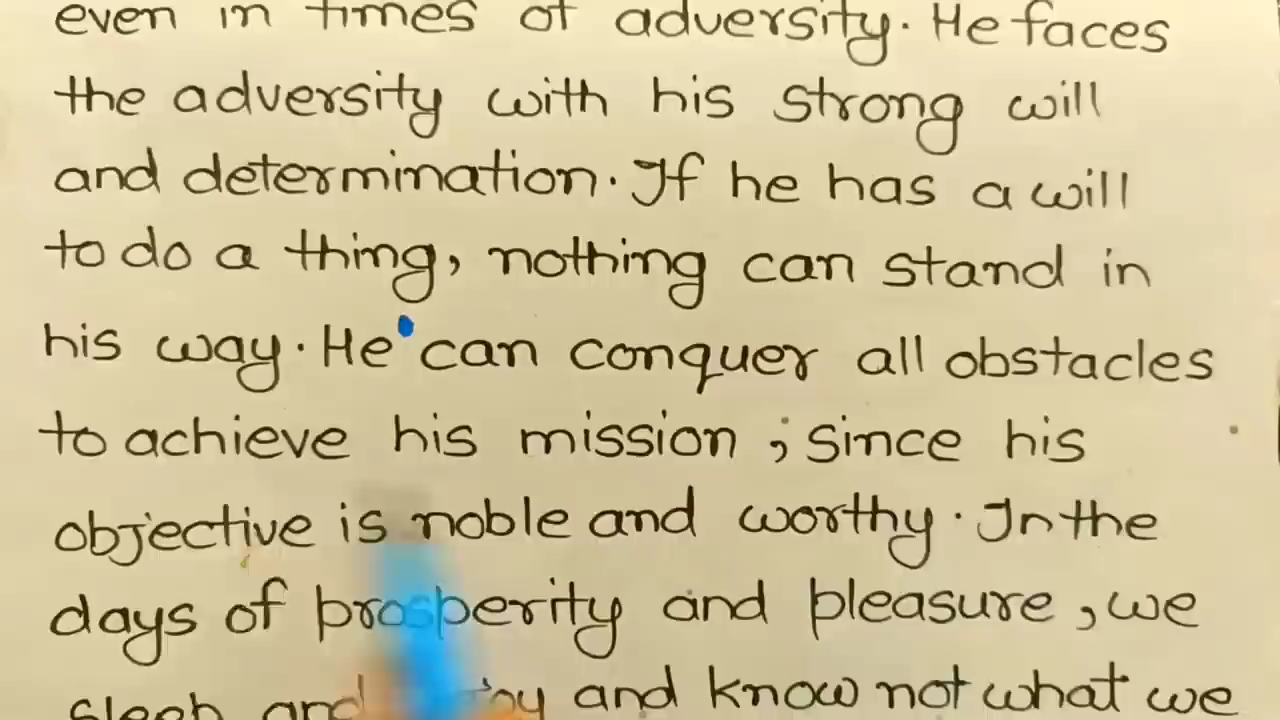 even in times of adversity. He faces
the adversity with his strong will
and determination. If he has a will
to do a thing, nothing can stand in
his way. He can conquer all obstacles
to achieve his mission ; since his
objective is noble and worthy. In the
days of prosperity and pleasure, we
sleep and and know not what we